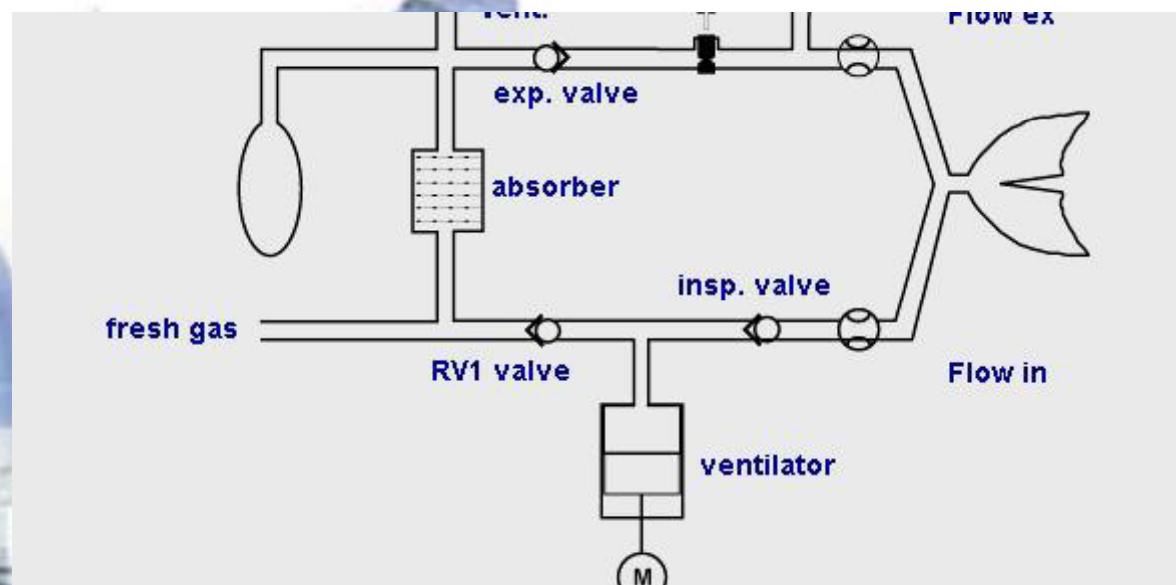 Flow ex
exp. valve
absorber
insp. valve
fresh gas
RV1 valve
Flow in
ventilator
M